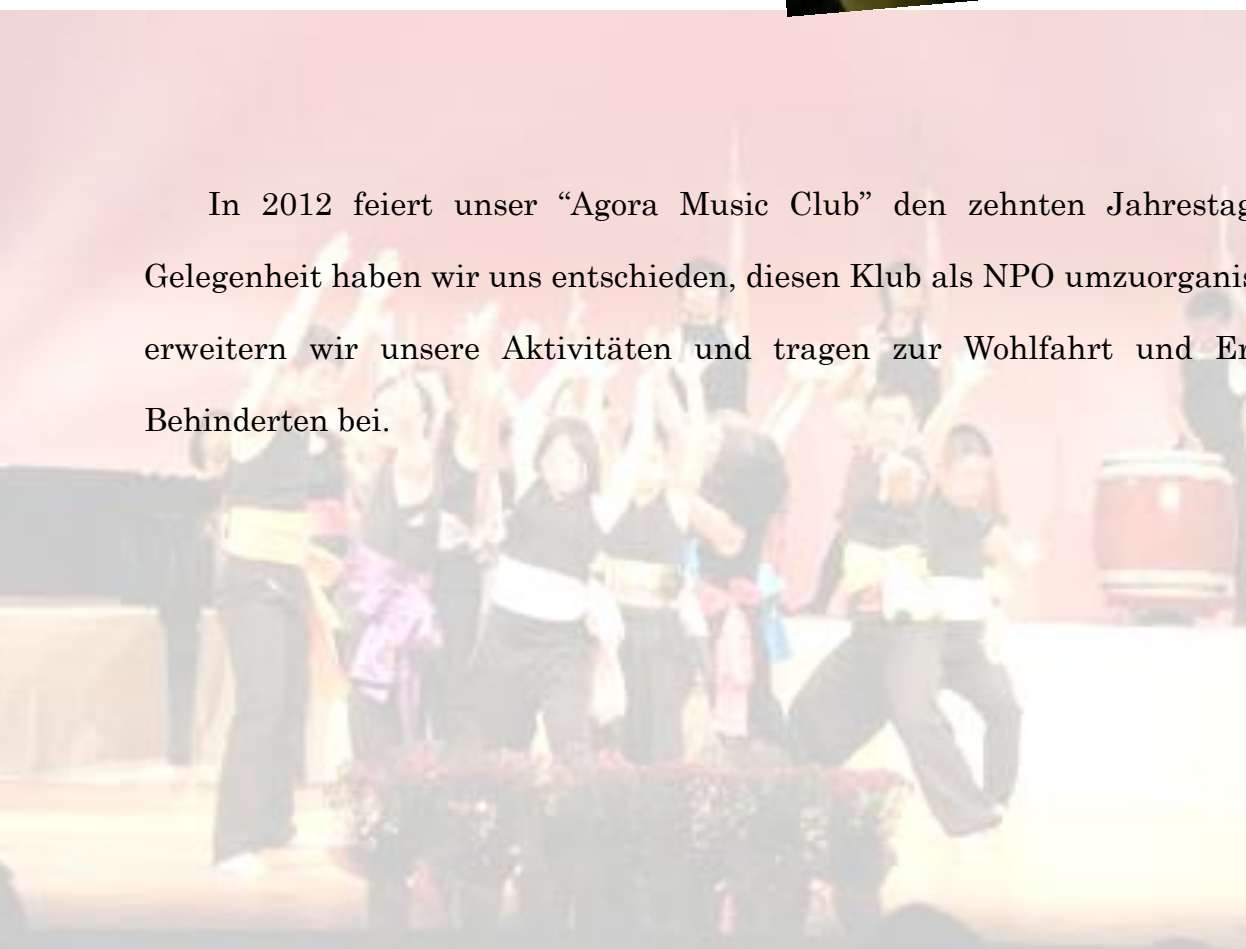 In 2012 feiert unser “Agora Music Club” den zehnten Jahrestag
Gelegenheit haben wir uns entschieden, diesen Klub als NPO
erweitern wir unsere Aktivitäten und tragen zur Wohlfahrt und
Behinderten bei.